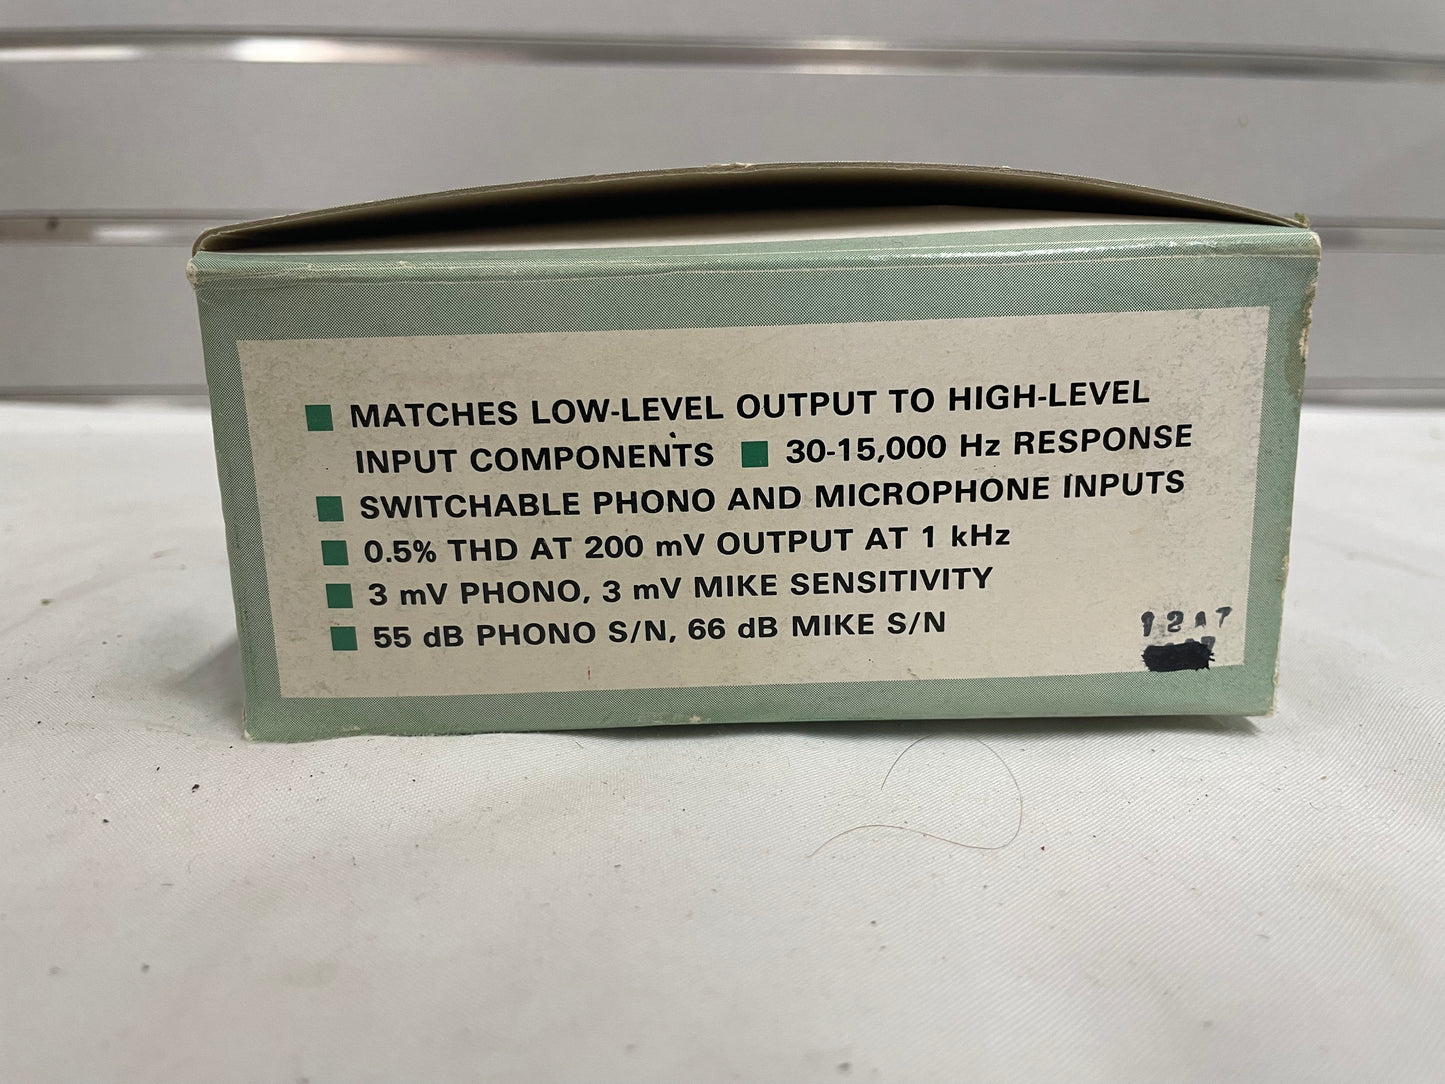 MATCHES LOW-LEVEL OUTPUT TO HIGH-LEVEL
INPUT COMPONENTS 30-15,000 Hz RESPONSE
SWITCHABLE PHONO AND MICROPHONE INPUTS
0.5% THD AT 200 mV OUTPUT AT 1 kHz
3 mV PHONO, 3 mV MIKE SENSITIVITY
55 dB PHONO S/N, 66 dB MIKE S/N
12A7